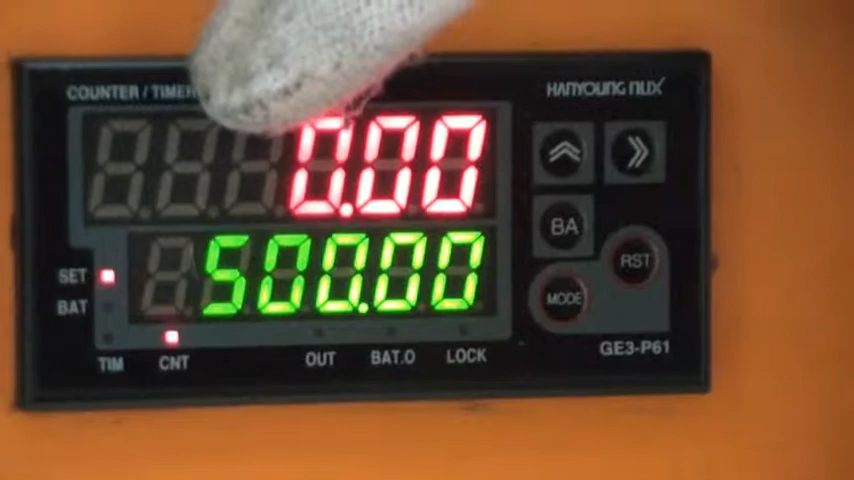 COUNTER / TIMER
HANYOUNG NUX
0.00
500.00
BA
RST
MODE
SET
BAT
TIM
CNT
OUT
BAT.O
LOCK
GE3-P61